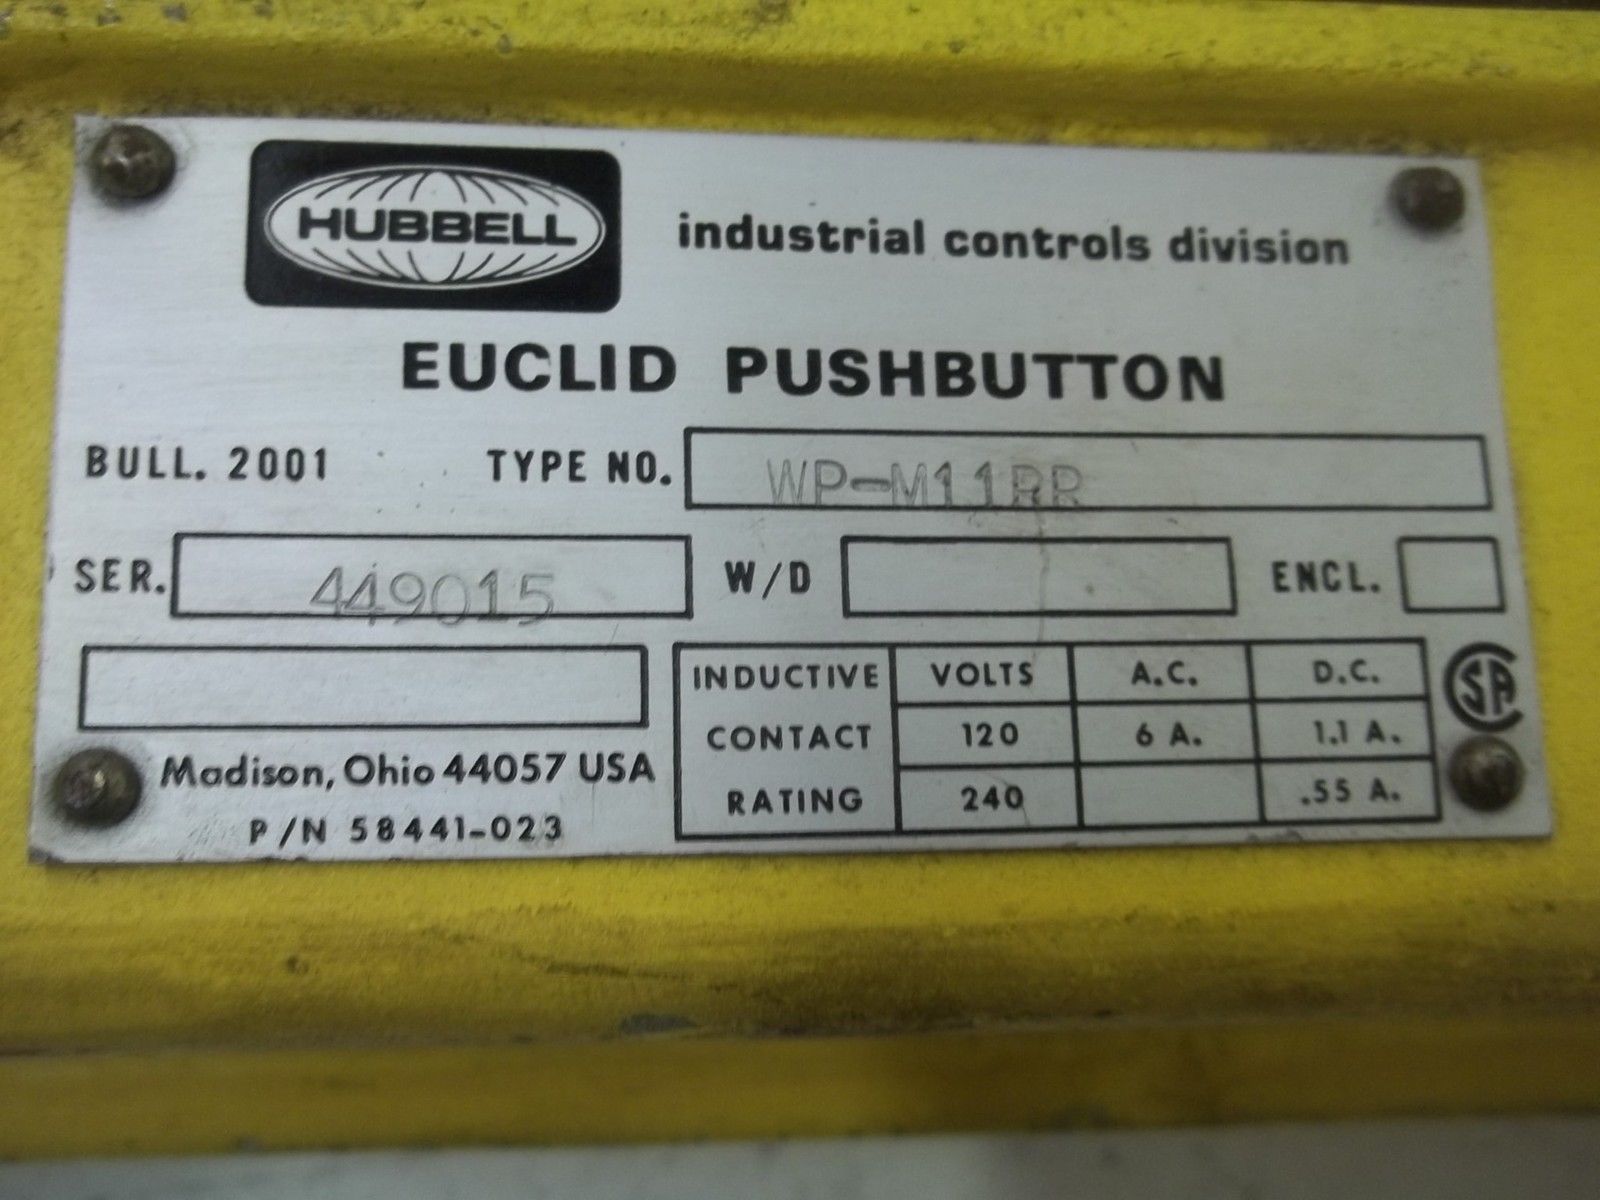 HUBBELL industrial controls division
EUCLID PUSHBUTTON
BULL. 2001 TYPE NO. WP-M11RR
SER. 449015 W/D ENCL.
INDUCTIVE VOLTS A.C. D.C.
CONTACT 120 6 A. 1.1 A.
RATING 240 .55 A.
SA
Madison, Ohio 44057 USA
P/N 58441-023